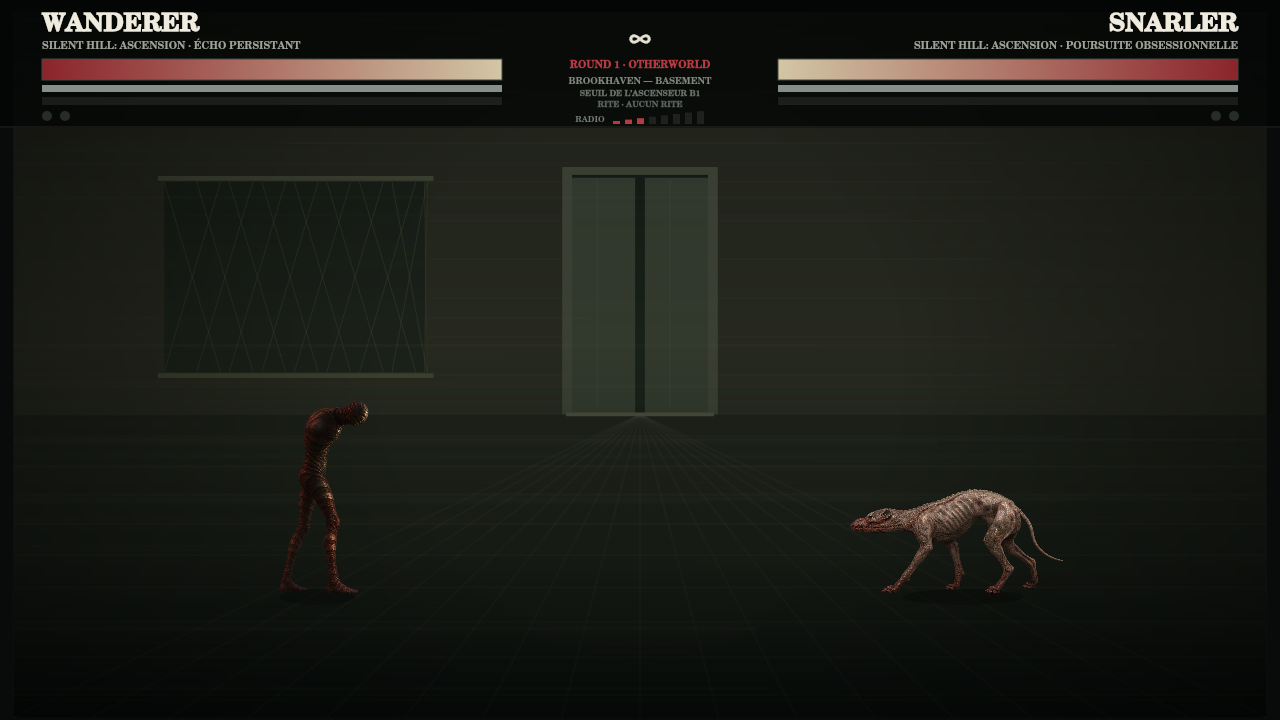 WANDERER
SILENT HILL: ASCENSION · ÉCHO PERSISTANT
∞
ROUND 1 · OTHERWORLD
BROOKHAVEN — BASEMENT
SEUIL DE L'ASCENSEUR B1
RITE · AUCUN RITE
RADIO
SNARLER
SILENT HILL: ASCENSION · POURSUITE OBSESSIONNELLE